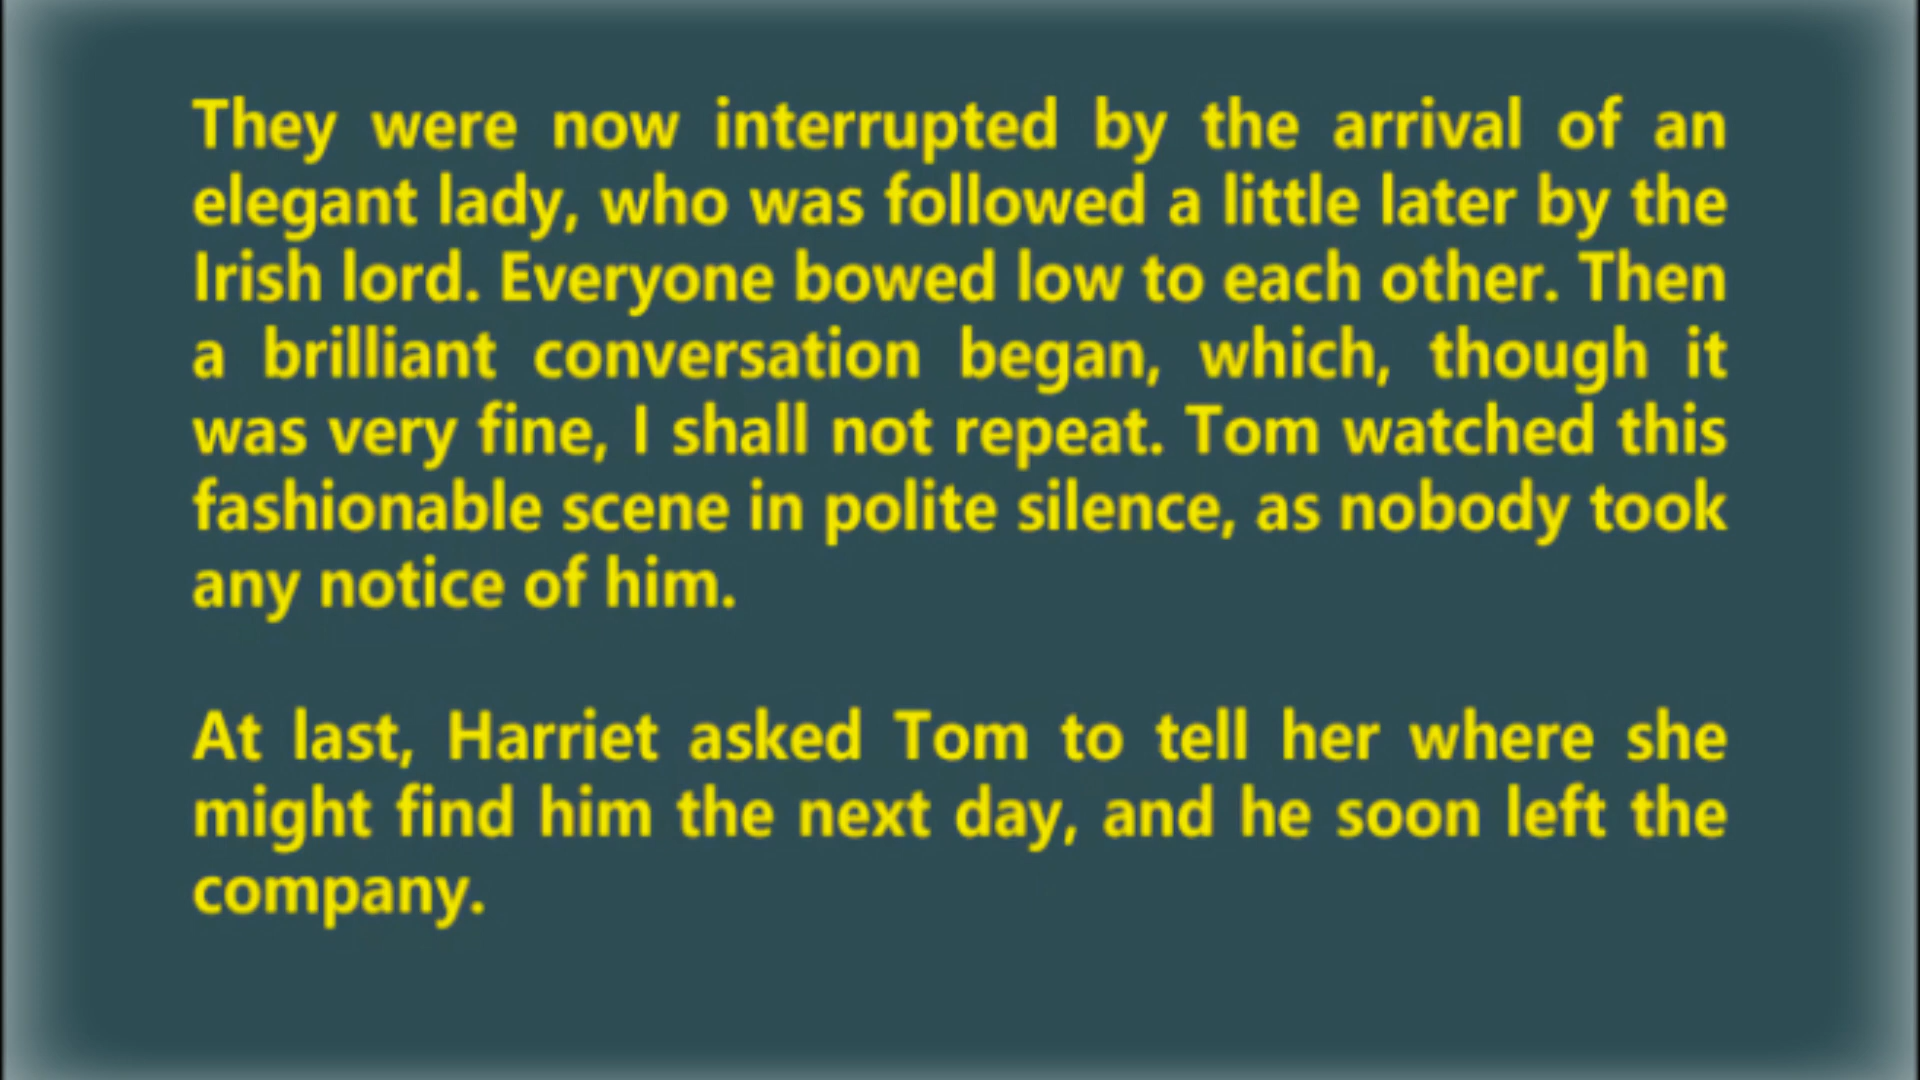 They were now interrupted by the arrival of an
elegant lady, who was followed a little later by the
Irish lord. Everyone bowed low to each other. Then
a brilliant conversation began, which, though it
was very fine, I shall not repeat. Tom watched this
fashionable scene in polite silence, as nobody took
any notice of him.
At last, Harriet asked Tom to tell her where she
might find him the next day, and he soon left the
company.